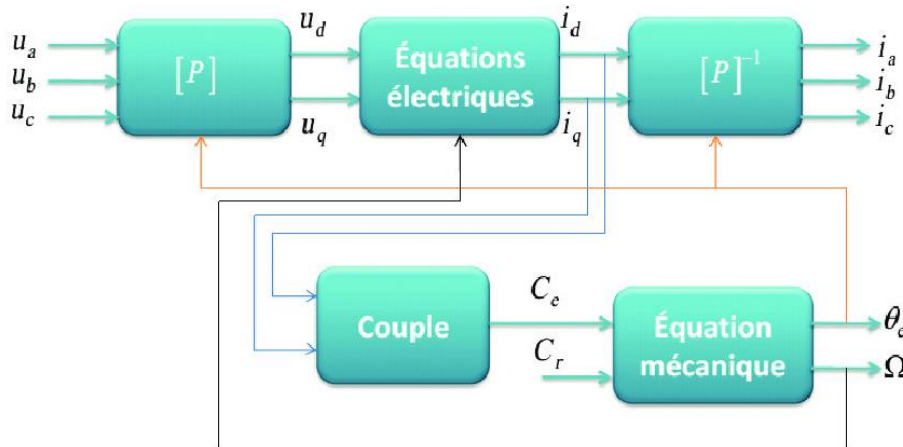 u_a
u_b
u_c
[P]
u_d
u_q
Équations
électriques
i_d
i_q
[P]^{-1}
i_a
i_b
i_c
Couple
C_e
C_r
Équation
mécanique
θ_e
Ω